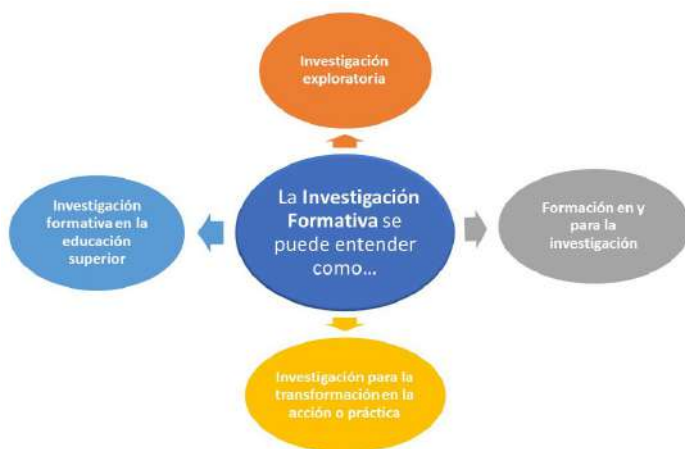 Investigación
exploratoria
La Investigación
Formativa se
puede entender
como...
Investigación
formativa en la
educación
superior
Formación en y
para la
investigación
Investigación para la
transformación en la
acción o práctica